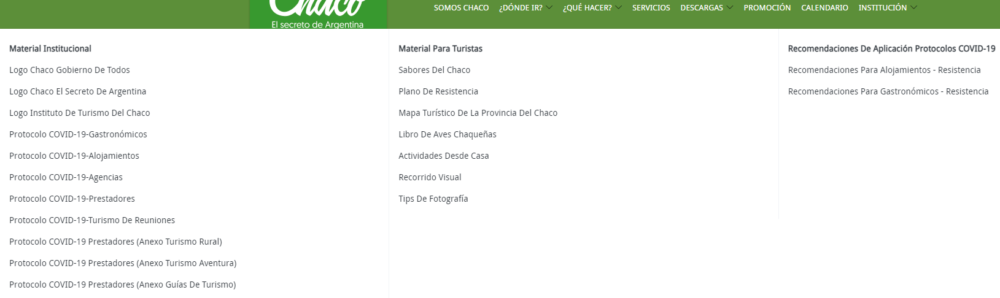 Chaco
El secreto de Argentina
SOMOS CHACO ¿DÓNDE IR? ¿QUÉ HACER? SERVICIOS DESCARGAS PROMOCIÓN CALENDARIO INSTITUCIÓN
Material Institucional
Logo Chaco Gobierno De Todos
Logo Chaco El Secreto De Argentina
Logo Instituto De Turismo Del Chaco
Protocolo COVID-19-Gastronómicos
Protocolo COVID-19-Alojamientos
Protocolo COVID-19-Agencias
Protocolo COVID-19-Prestadores
Protocolo COVID-19-Turismo De Reuniones
Protocolo COVID-19 Prestadores (Anexo Turismo Rural)
Protocolo COVID-19 Prestadores (Anexo Turismo Aventura)
Protocolo COVID-19 Prestadores (Anexo Guías De Turismo)
Material Para Turistas
Sabores Del Chaco
Plano De Resistencia
Mapa Turístico De La Provincia Del Chaco
Libro De Aves Chaqueñas
Actividades Desde Casa
Recorrido Visual
Tips De Fotografía
Recomendaciones De Aplicación Protocolos COVID-19
Recomendaciones Para Alojamientos - Resistencia
Recomendaciones Para Gastronómicos - Resistencia